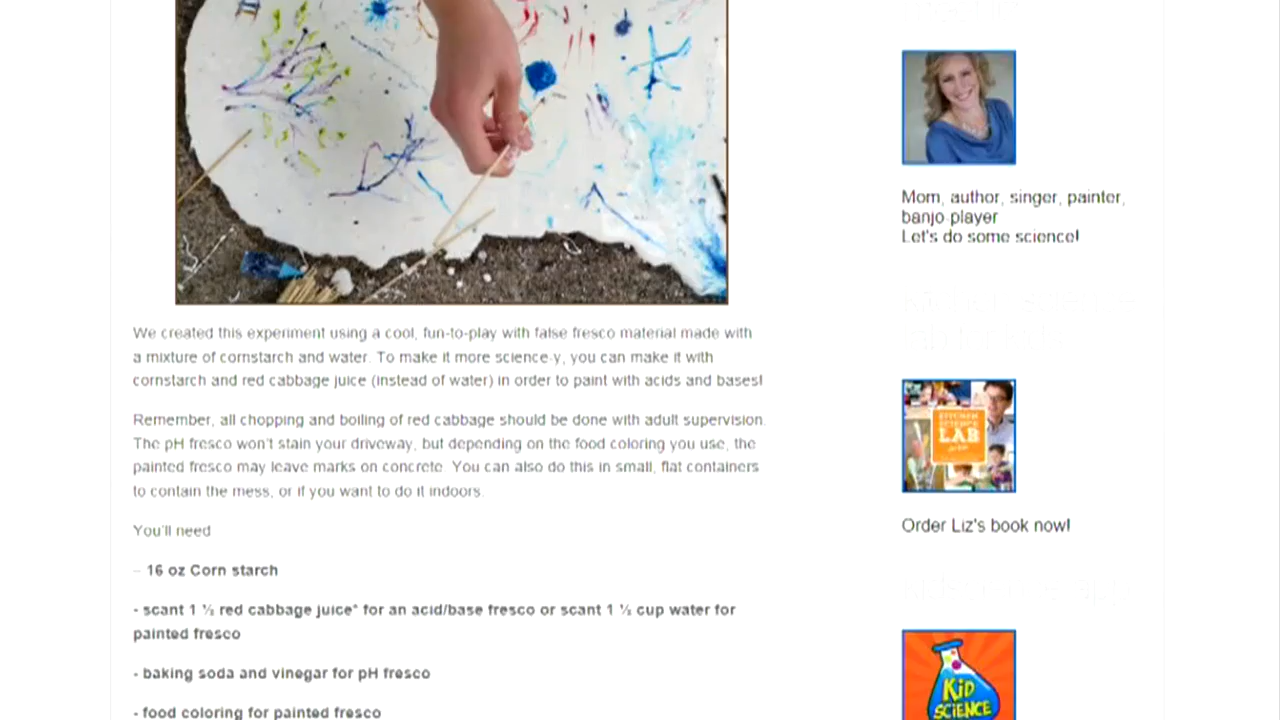 We created this experiment using a cool, fun-to-play with false fresco material made with
a mixture of cornstarch and water. To make it more science-y, you can make it with
cornstarch and red cabbage juice (instead of water) in order to paint with acids and bases!
Remember, all chopping and boiling of red cabbage should be done with adult supervision.
The pH fresco won't stain your driveway, but depending on the food coloring you use, the
painted fresco may leave marks on concrete. You can also do this in small, flat containers
to contain the mess, or if you want to do it indoors.
You'll need
- 16 oz Corn starch
- scant 1 ½ red cabbage juice* for an acid/base fresco or scant 1 ½ cup water for
painted fresco
- baking soda and vinegar for pH fresco
- food coloring for painted fresco
Mom, author, singer, painter,
banjo player
Let's do some science!
KITCHEN
SCIENCE
LAB
Order Liz's book now!
KiD
SCiENCE